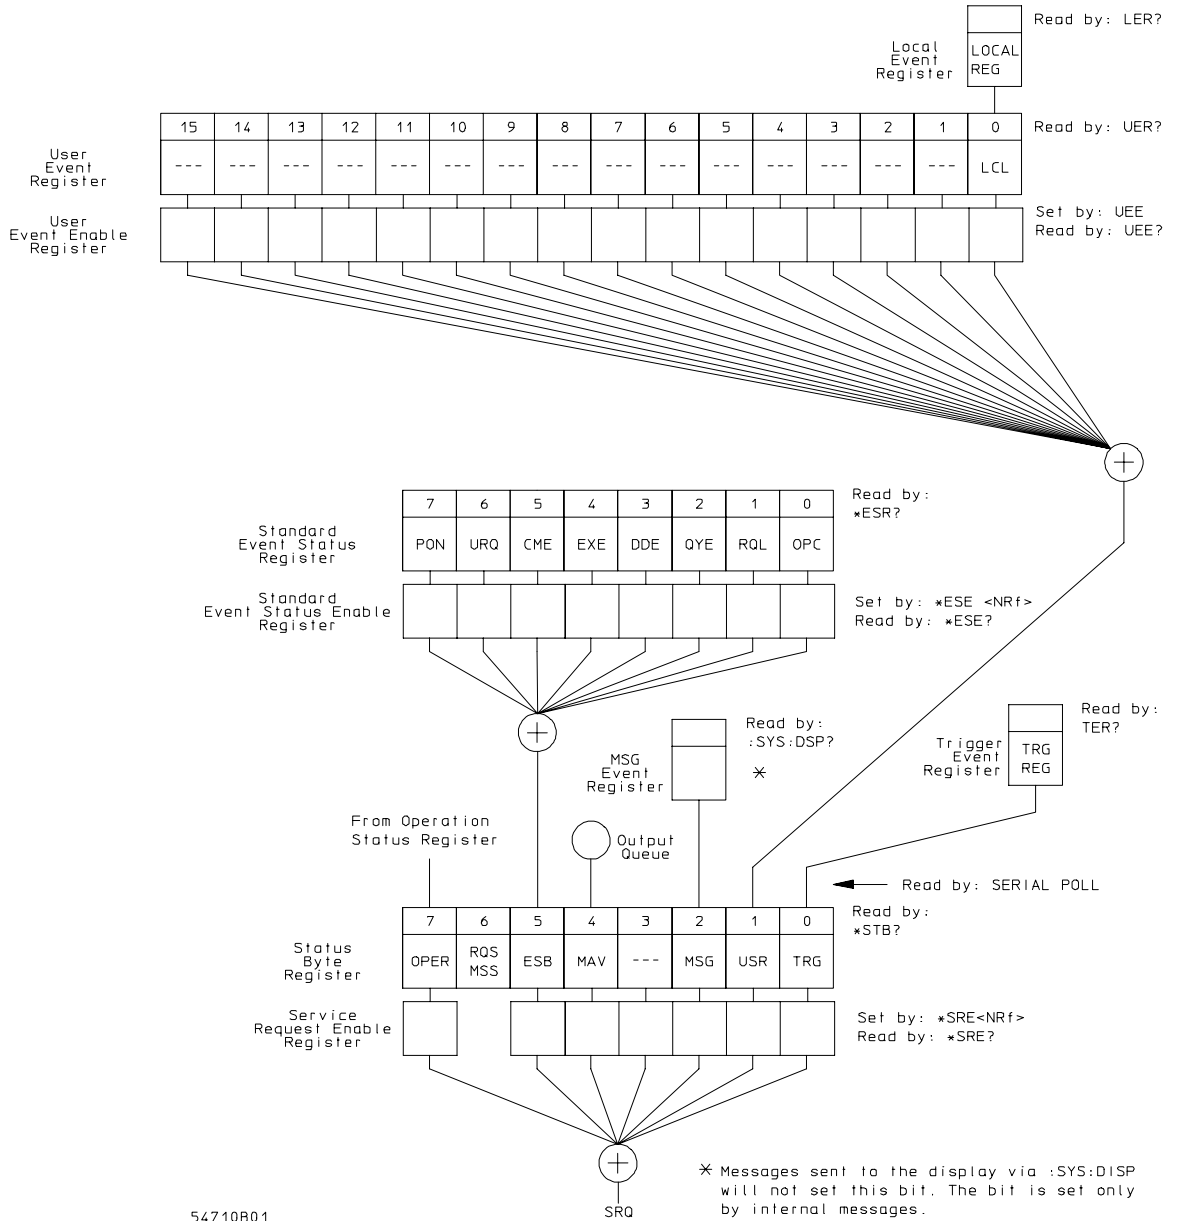 Read by: LER?
Local
Event
Register
LOCAL
REG
15 14 13 12 11 10 9 8 7 6 5 4 3 2 1 0
Read by: UER?
User
Event
Register
--- --- --- --- --- --- --- --- --- --- --- --- --- --- --- LCL
User
Event Enable
Register
Set by: UEE
Read by: UEE?
+
7 6 5 4 3 2 1 0
Read by:
*ESR?
Standard
Event Status
Register
PON URQ CME EXE DDE QYE RQL OPC
Standard
Event Status Enable
Register
Set by: *ESE <NRf>
Read by: *ESE?
+
MSG
Event
Register
Read by:
:SYS:DSP?
*
Trigger
Event
Register
TRG
REG
Read by:
TER?
From Operation
Status Register
Output
Queue
Read by: SERIAL POLL
7 6 5 4 3 2 1 0
Read by:
*STB?
Status
Byte
Register
OPER RQS MSS ESB MAV --- MSG USR TRG
Service
Request Enable
Register
Set by: *SRE<NRf>
Read by: *SRE?
+
SRQ
* Messages sent to the display via :SYS:DISP
will not set this bit. The bit is set only
by internal messages.
54710B01